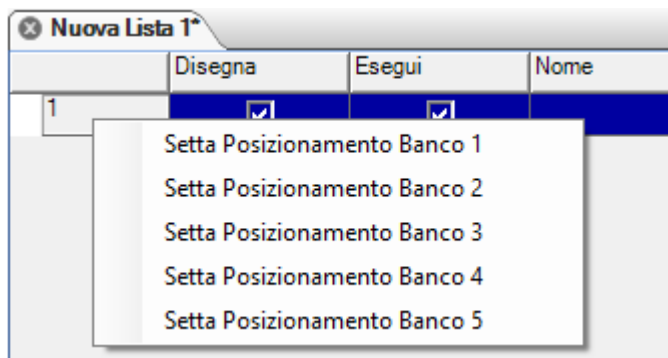 Nuova Lista 1*
Disegna Esegui Nome
1
Setta Posizionamento Banco 1
Setta Posizionamento Banco 2
Setta Posizionamento Banco 3
Setta Posizionamento Banco 4
Setta Posizionamento Banco 5